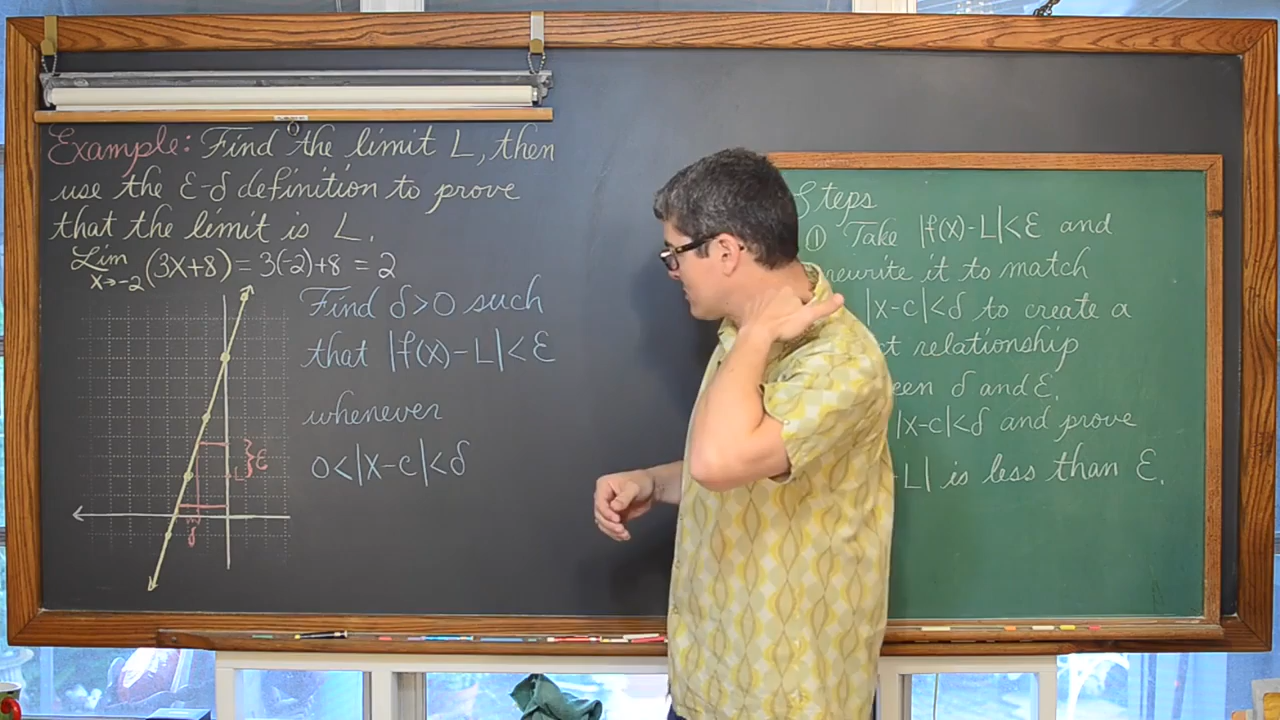 Example: Find the limit L, then
use the ε-δ definition to prove
that the limit is L.
Lim (3x+8) = 3(-2)+8 = 2
x→-2
Find δ>0 such
that |f(x)-L|<ε
whenever
0<|x-c|<δ
L
ε
δ
Steps
① Take |f(x)-L|<ε and
rewrite it to match
|x-c|<δ to create a
relationship
δ and ε.
|x-c|<δ and prove
-L| is less than ε.